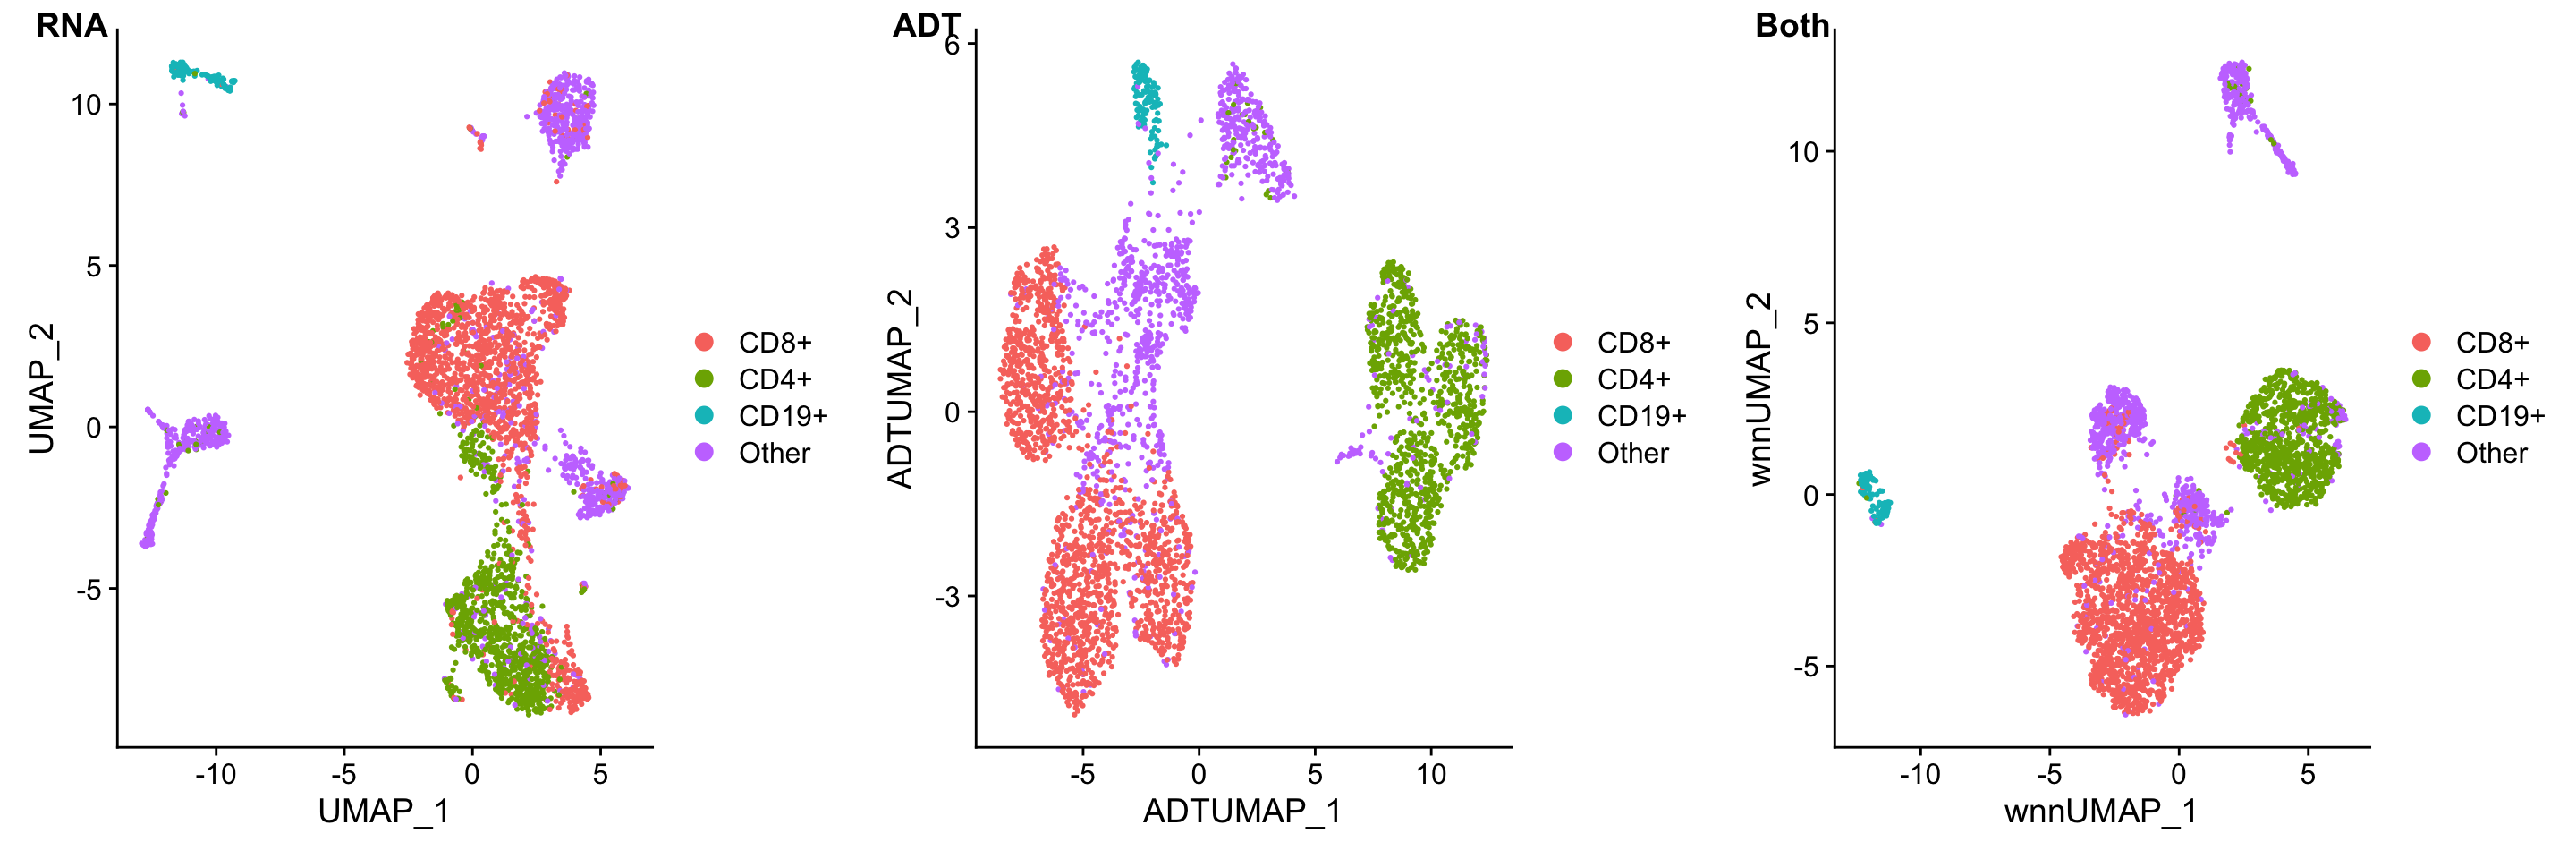 RNA
10
5
0
-5
-10
-5
0
5
UMAP_1
UMAP_2
CD8+
CD4+
CD19+
Other
ADT
6
3
0
-3
-5
0
5
10
ADTUMAP_1
ADTUMAP_2
CD8+
CD4+
CD19+
Other
Both
10
5
0
-5
-10
-5
0
5
wnnUMAP_1
wnnUMAP_2
CD8+
CD4+
CD19+
Other